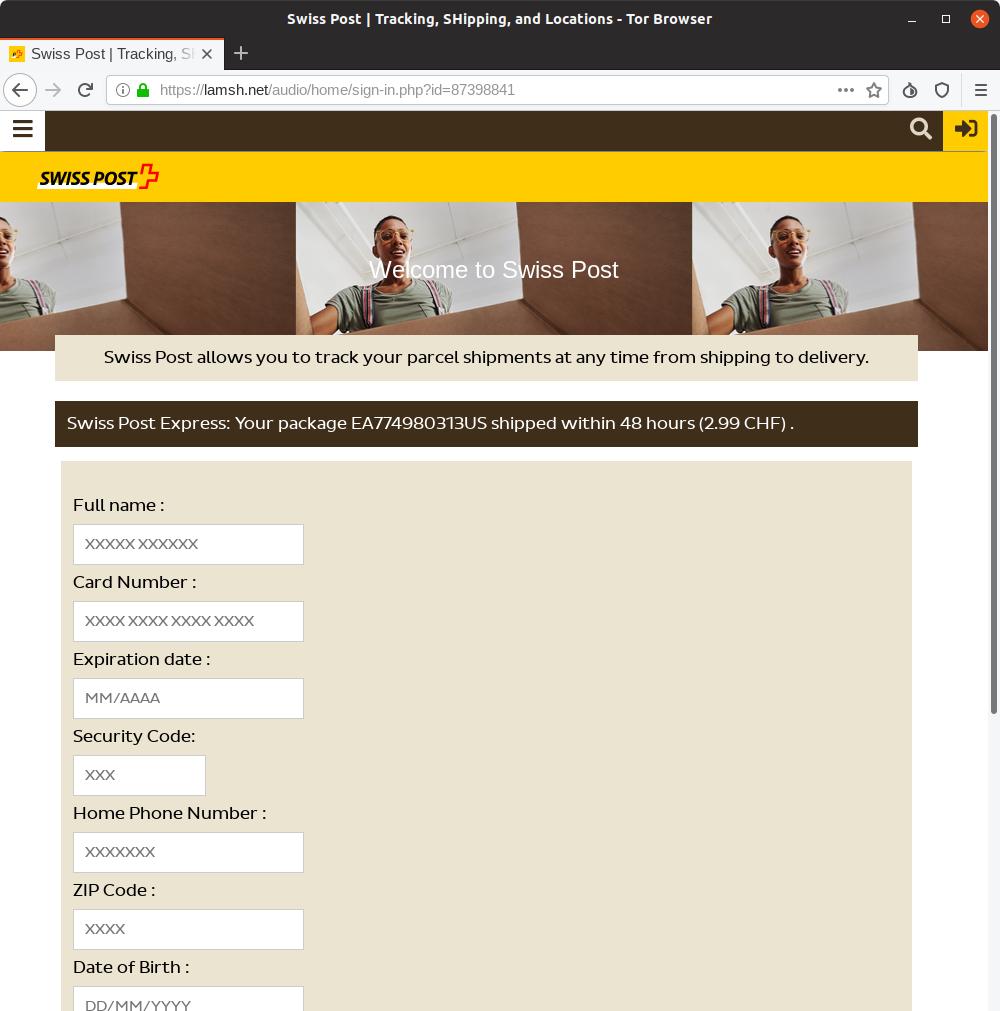 Swiss Post | Tracking, SHipping, and Locations - Tor Browser
Swiss Post | Tracking, S
https://lamsh.net/audio/home/sign-in.php?id=87398841
SWISS POST
Welcome to Swiss Post
Swiss Post allows you to track your parcel shipments at any time from shipping to delivery.
Swiss Post Express: Your package EA774980313US shipped within 48 hours (2.99 CHF) .
Full name :
XXXXX XXXXXX
Card Number :
XXXX XXXX XXXX XXXX
Expiration date :
MM/AAAA
Security Code:
XXX
Home Phone Number :
XXXXXXX
ZIP Code :
XXXX
Date of Birth :
DD/MM/YYYY